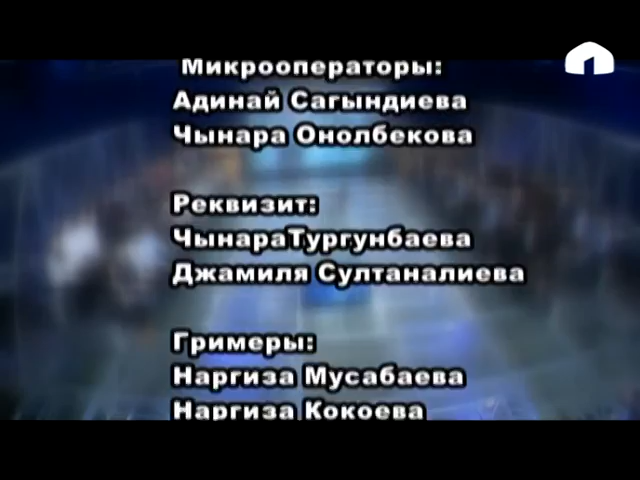 Микрооператоры:
Адинай Сагындиева
Чынара Онолбекова
Реквизит:
ЧынараТургунбаева
Джамиля Султаналиева
Гримеры:
Наргиза Мусабаева
Наргиза Кокоева